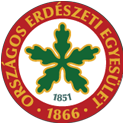 ORSZÁGOS ERDÉSZETI EGYESÜLET
1851
• 1866 •